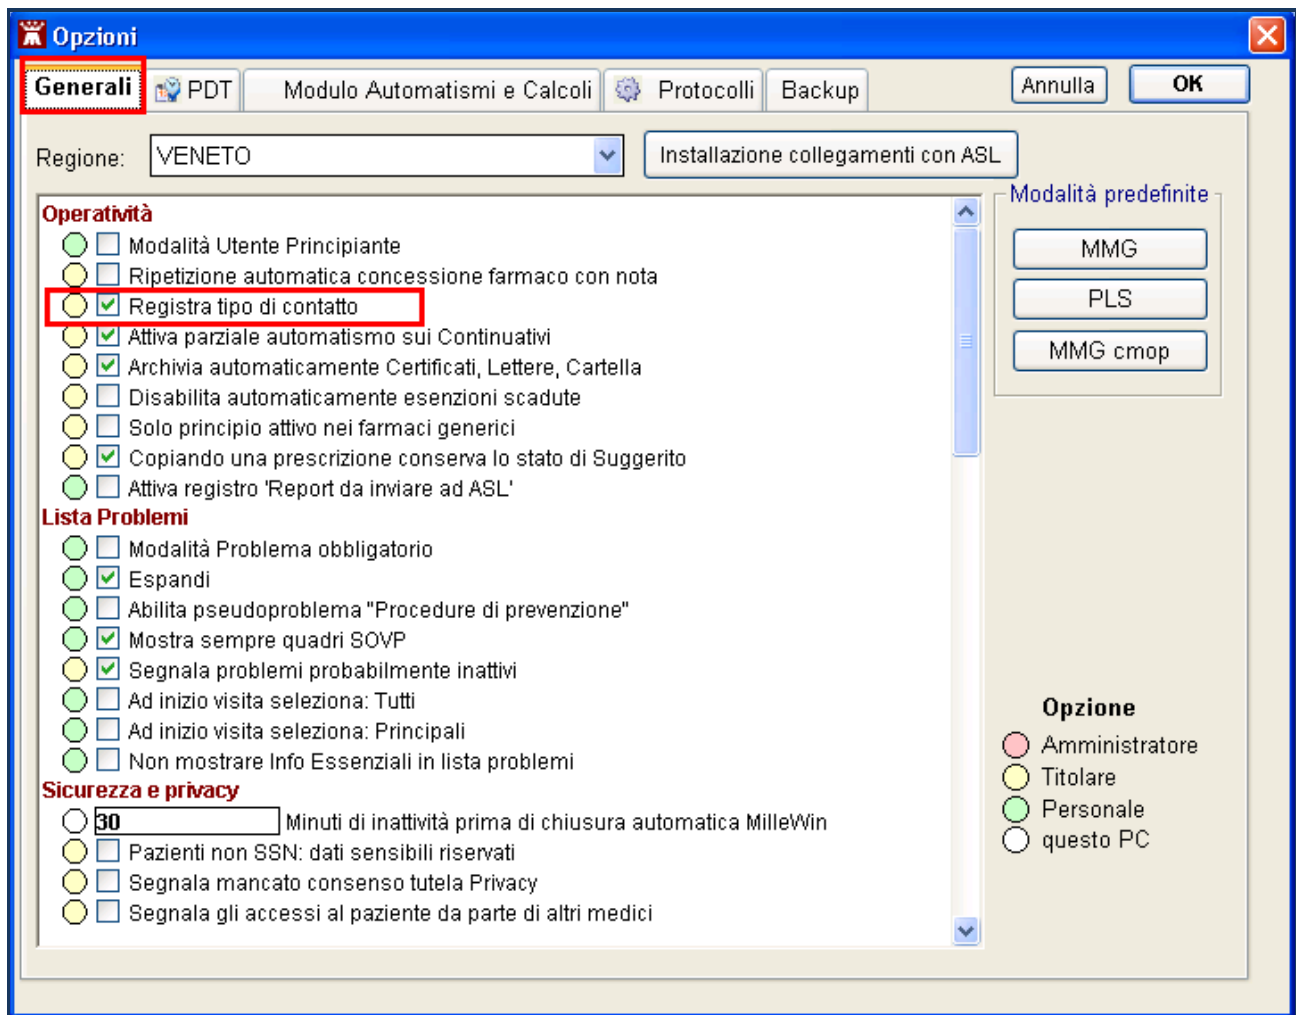 Opzioni
Generali PDT Modulo Automatismi e Calcoli Protocolli Backup Annulla OK
Regione: VENETO Installazione collegamenti con ASL
Modalità predefinite
MMG
PLS
MMG cmop
Operatività
Modalità Utente Principiante
Ripetizione automatica concessione farmaco con nota
Registra tipo di contatto
Attiva parziale automatismo sui Continuativi
Archivia automaticamente Certificati, Lettere, Cartella
Disabilita automaticamente esenzioni scadute
Solo principio attivo nei farmaci generici
Copiando una prescrizione conserva lo stato di Suggerito
Attiva registro 'Report da inviare ad ASL'
Lista Problemi
Modalità Problema obbligatorio
Espandi
Abilita pseudoproblema "Procedure di prevenzione"
Mostra sempre quadri SOVP
Segnala problemi probabilmente inattivi
Ad inizio visita seleziona: Tutti
Ad inizio visita seleziona: Principali
Non mostrare Info Essenziali in lista problemi
Sicurezza e privacy
30 Minuti di inattività prima di chiusura automatica MilleWin
Pazienti non SSN: dati sensibili riservati
Segnala mancato consenso tutela Privacy
Segnala gli accessi al paziente da parte di altri medici
Opzione
Amministratore
Titolare
Personale
questo PC